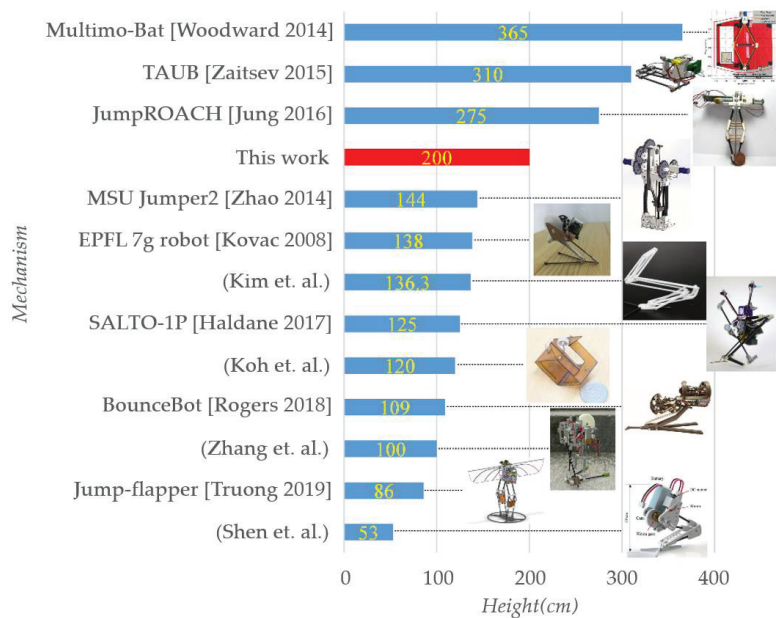 Multimo-Bat [Woodward 2014]
365
TAUB [Zaitsev 2015]
310
JumpROACH [Jung 2016]
275
This work
200
MSU Jumper2 [Zhao 2014]
144
EPFL 7g robot [Kovac 2008]
138
(Kim et. al.)
136.3
SALTO-1P [Haldane 2017]
125
(Koh et. al.)
120
BounceBot [Rogers 2018]
109
(Zhang et. al.)
100
Jump-flapper [Truong 2019]
86
(Shen et. al.)
53
Mechanism
0 100 200 300 400
Height(cm)